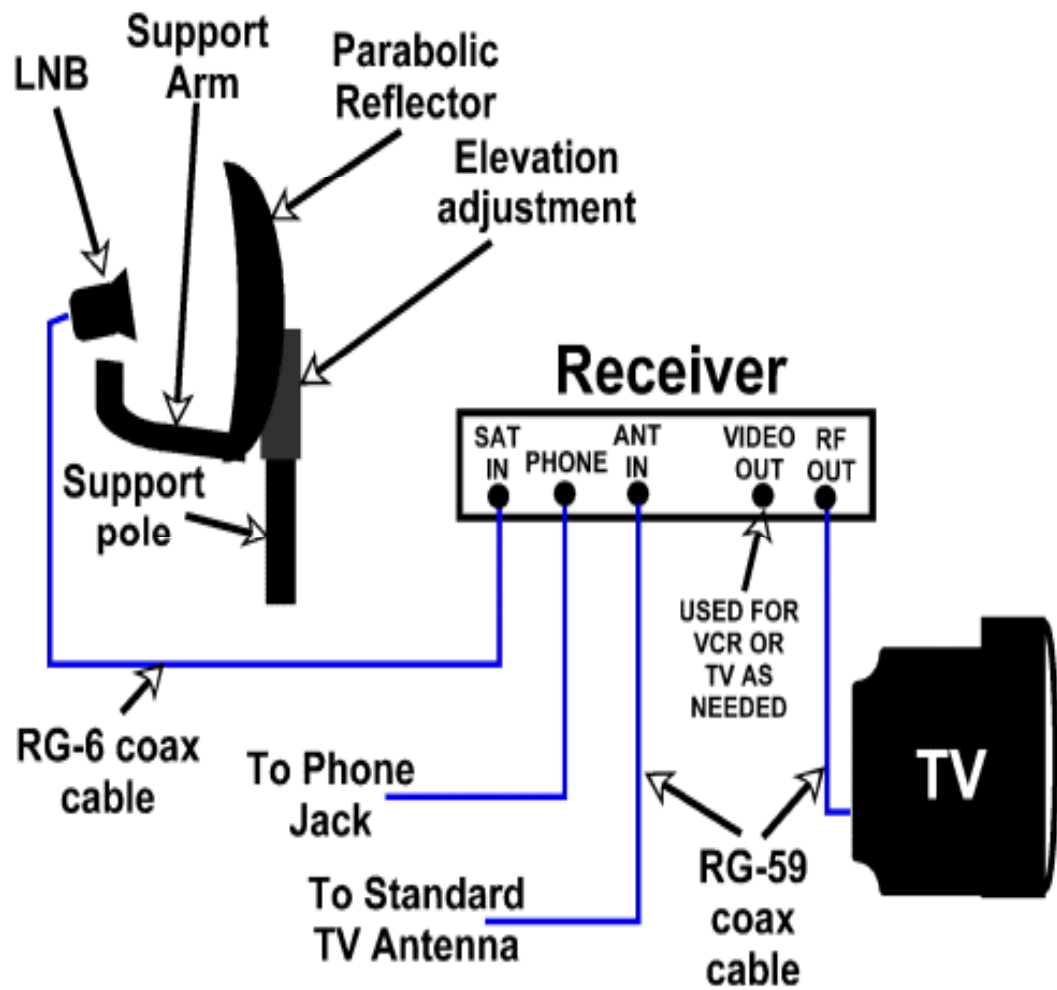 LNB
Support
Arm
Parabolic
Reflector
Elevation
adjustment
Support
pole
Receiver
SAT
IN
PHONE
ANT
IN
VIDEO
OUT
RF
OUT
USED FOR
VCR OR
TV AS
NEEDED
RG-6 coax
cable
To Phone
Jack
To Standard
TV Antenna
RG-59
coax
cable
TV